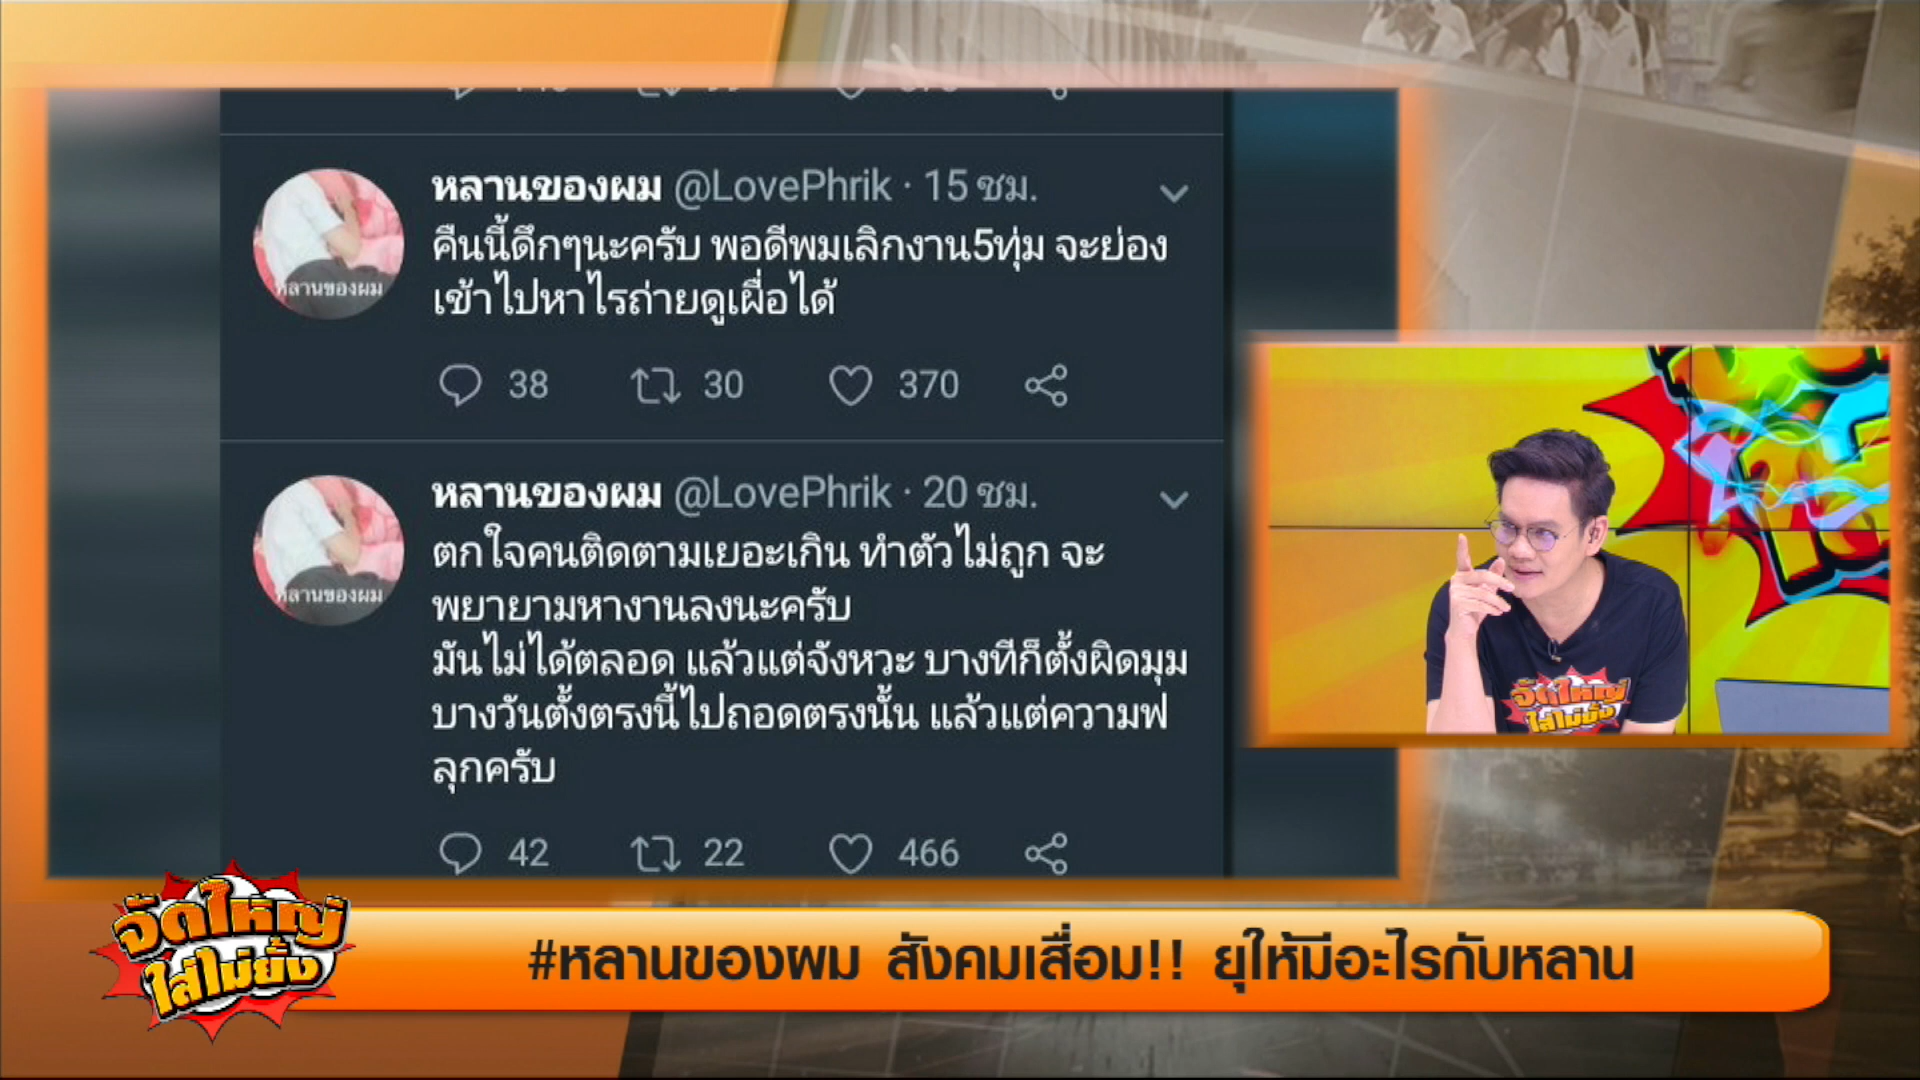 หลานของผม @LovePhrik · 15 ชม.
คืนนี้ดึกๆนะครับ พอดีพมเลิกงาน5ทุ่ม จะย่อง
เข้าไปหาไรถ่ายดูเผื่อได้
หลานของผม
38 30 370
หลานของผม @LovePhrik · 20 ชม.
ตกใจคนติดตามเยอะเกิน ทำตัวไม่ถูก จะ
พยายามหางานลงนะครับ
มันไม่ได้ตลอด แล้วแต่จังหวะ บางทีก็ตั้งผิดมุม
บางวันตั้งตรงนี้ไปถอดตรงนั้น แล้วแต่ความฟ
ลุกครับ
หลานของผม
42 22 466
จัดใหญ่
ใส่ไม่ยั้ง
จัดใหญ่
ใส่ไม่ยั้ง
#หลานของผม สังคมเสื่อม!! ยุให้มีอะไรกับหลาน